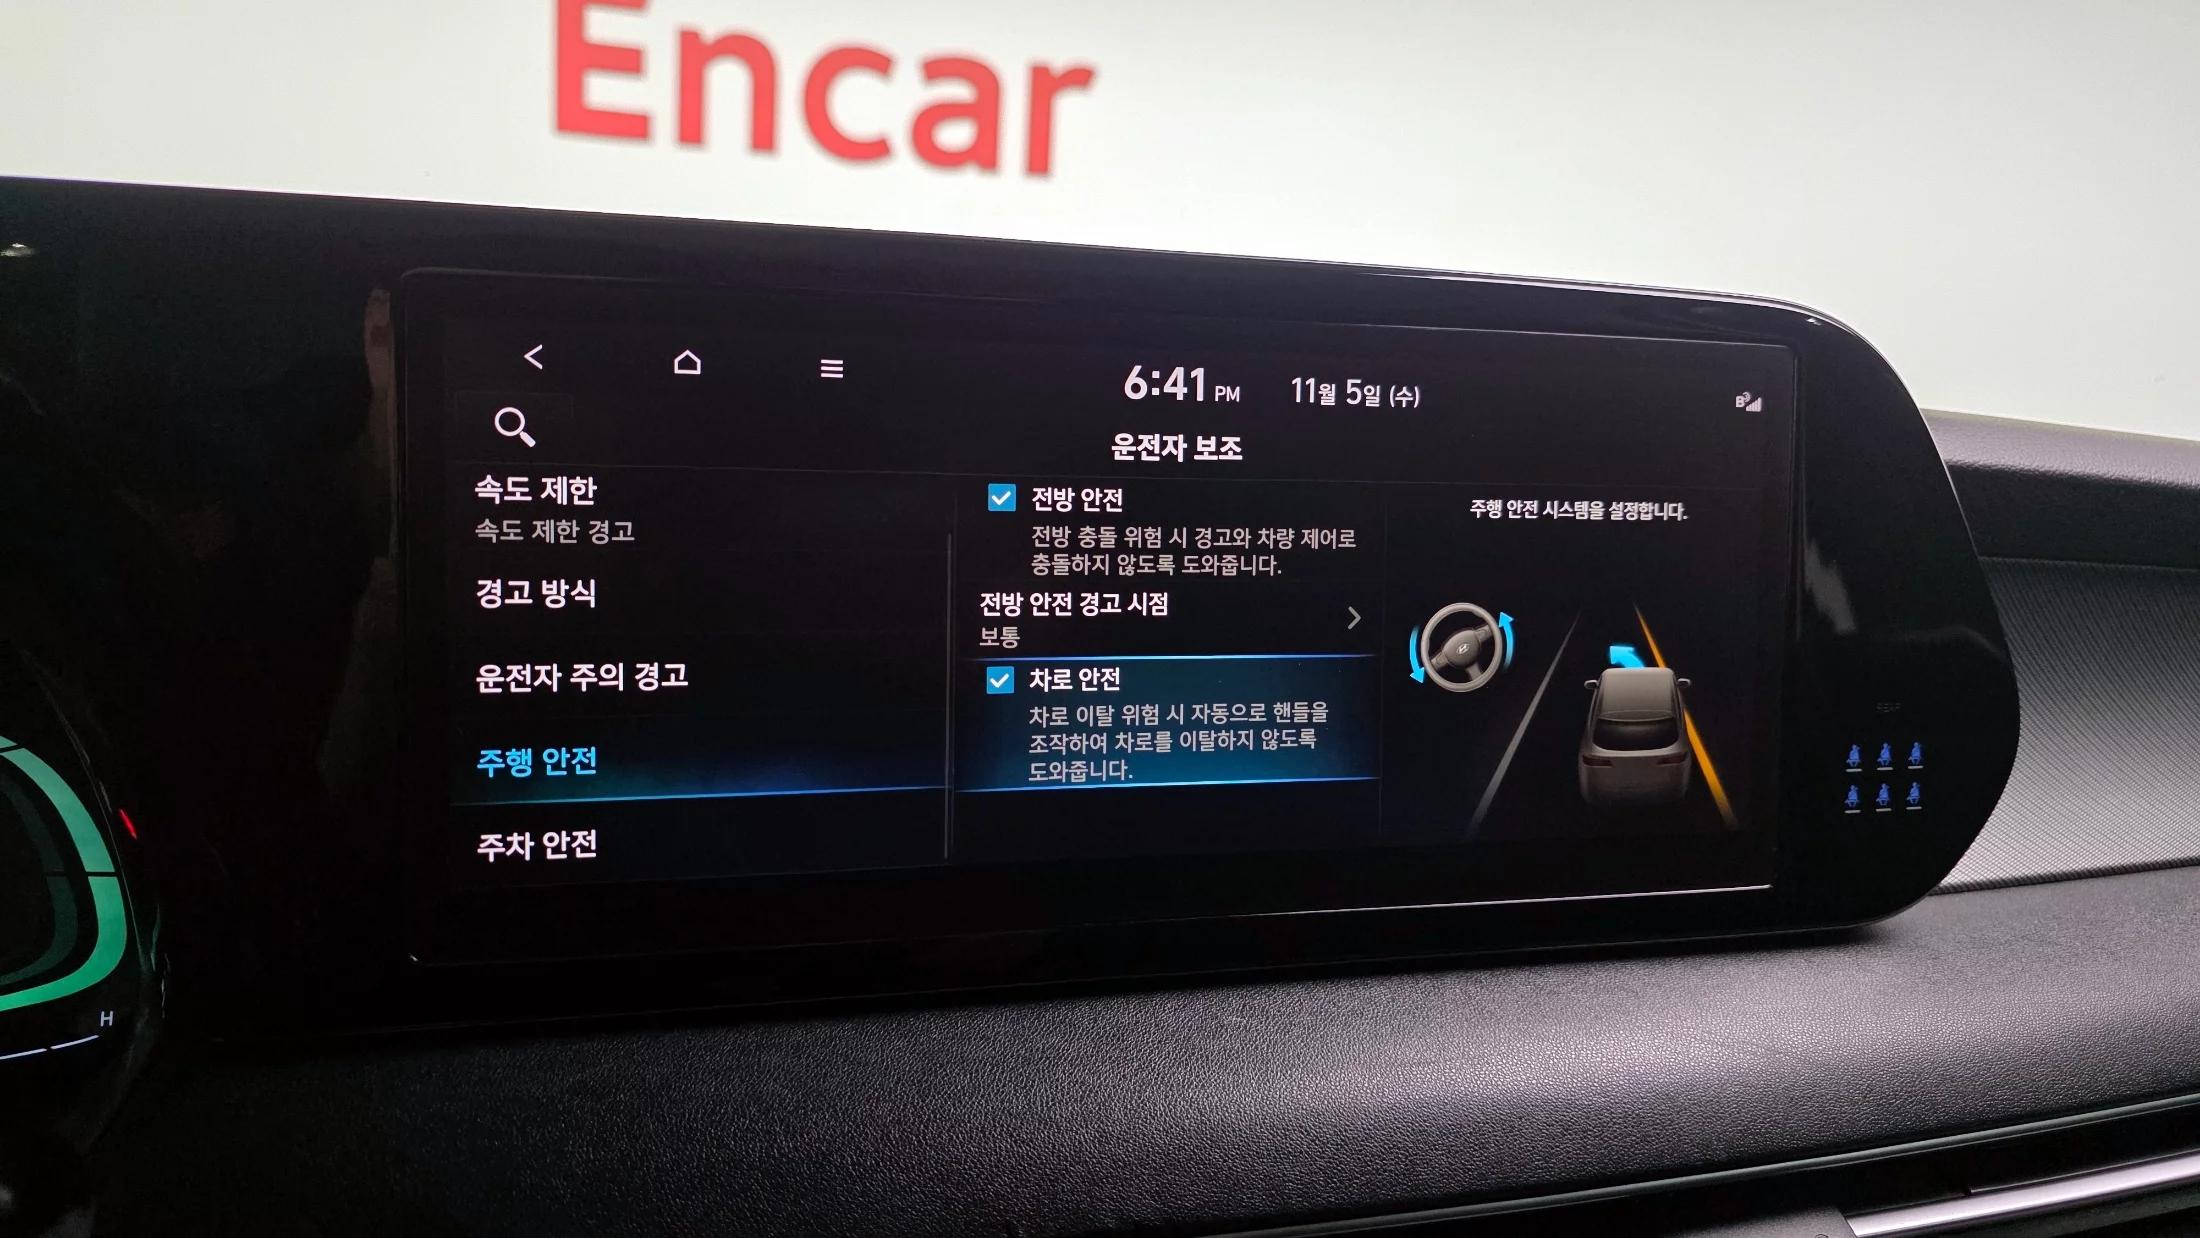 Encar
6:41 PM 11월 5일 (수)
운전자 보조
속도 제한
속도 제한 경고
경고 방식
운전자 주의 경고
주행 안전
주차 안전
전방 안전
전방 충돌 위험 시 경고와 차량 제어로
충돌하지 않도록 도와줍니다.
전방 안전 경고 시점
보통
차로 안전
차로 이탈 위험 시 자동으로 핸들을
조작하여 차로를 이탈하지 않도록
도와줍니다.
주행 안전 시스템을 설정합니다.
REAR
H